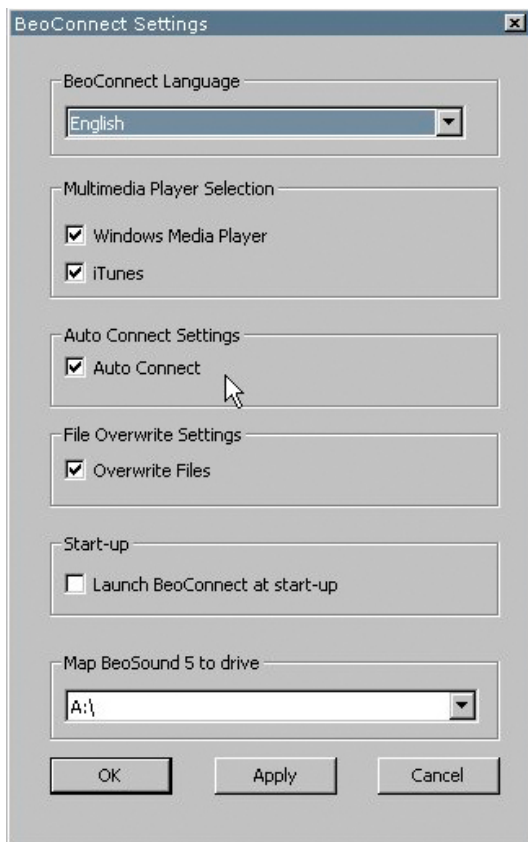 BeoConnect Settings
BeoConnect Language
English
Multimedia Player Selection
Windows Media Player
iTunes
Auto Connect Settings
Auto Connect
File Overwrite Settings
Overwrite Files
Start-up
Launch BeoConnect at start-up
Map BeoSound 5 to drive
A:\
OK Apply Cancel